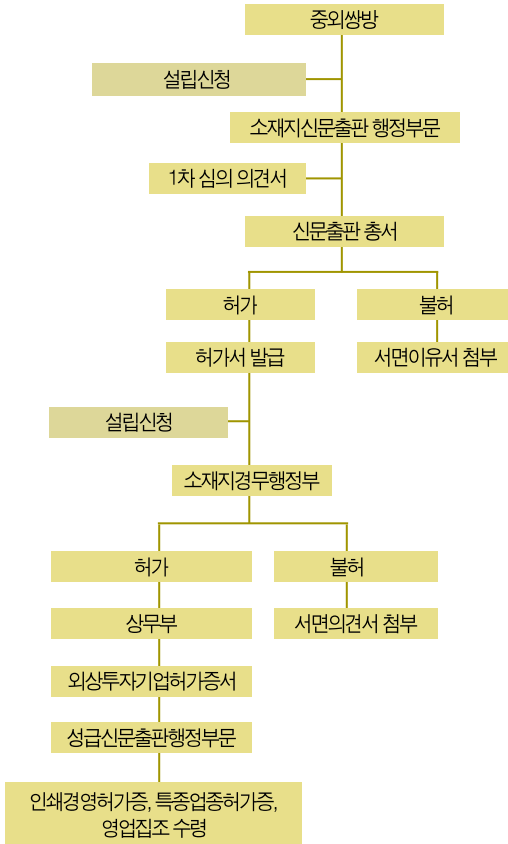 중외쌍방
설립신청
소재지신문출판 행정부문
1차 심의 의견서
신문출판 총서
허가
불허
허가서 발급
서면이유서 첨부
설립신청
소재지경무행정부
허가
불허
상무부
서면의견서 첨부
외상투자기업허가증서
성급신문출판행정부문
인쇄경영허가증, 특종업종허가증,
영업집조 수령